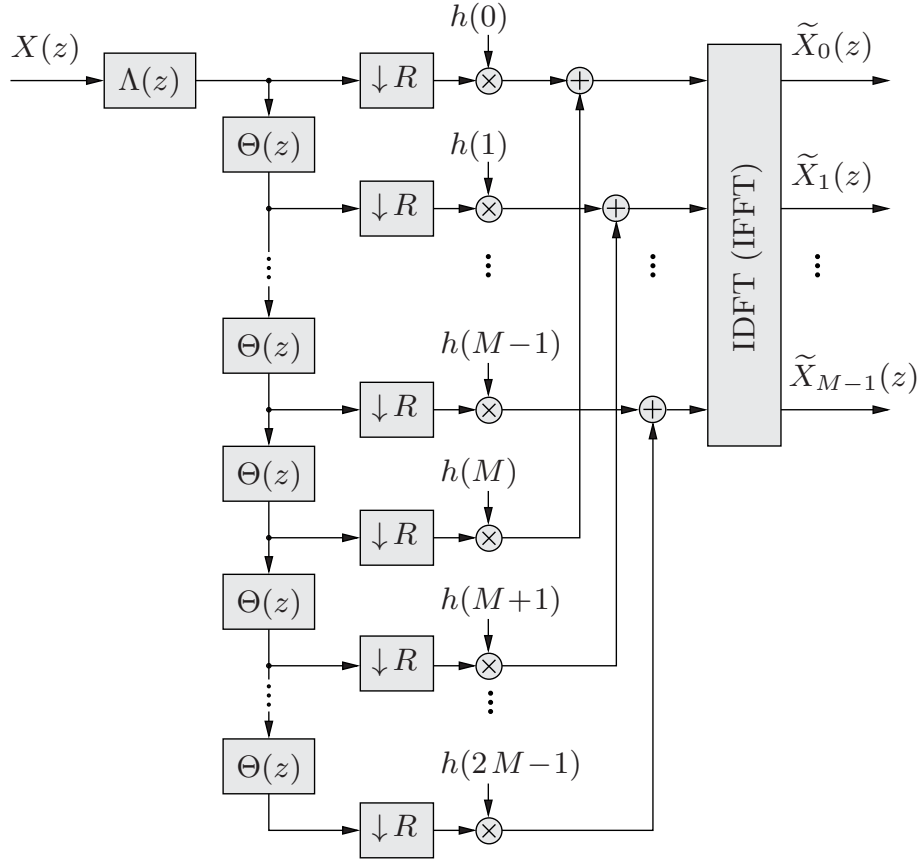 h(0)
X(z)
Λ(z)
↓ R
×
+
X̃₀(z)
Θ(z)
h(1)
↓ R
×
+
X̃₁(z)
IDFT (IFFT)
Θ(z)
h(M−1)
↓ R
×
+
X̃_{M−1}(z)
Θ(z)
h(M)
↓ R
×
Θ(z)
h(M+1)
↓ R
×
Θ(z)
h(2M−1)
↓ R
×